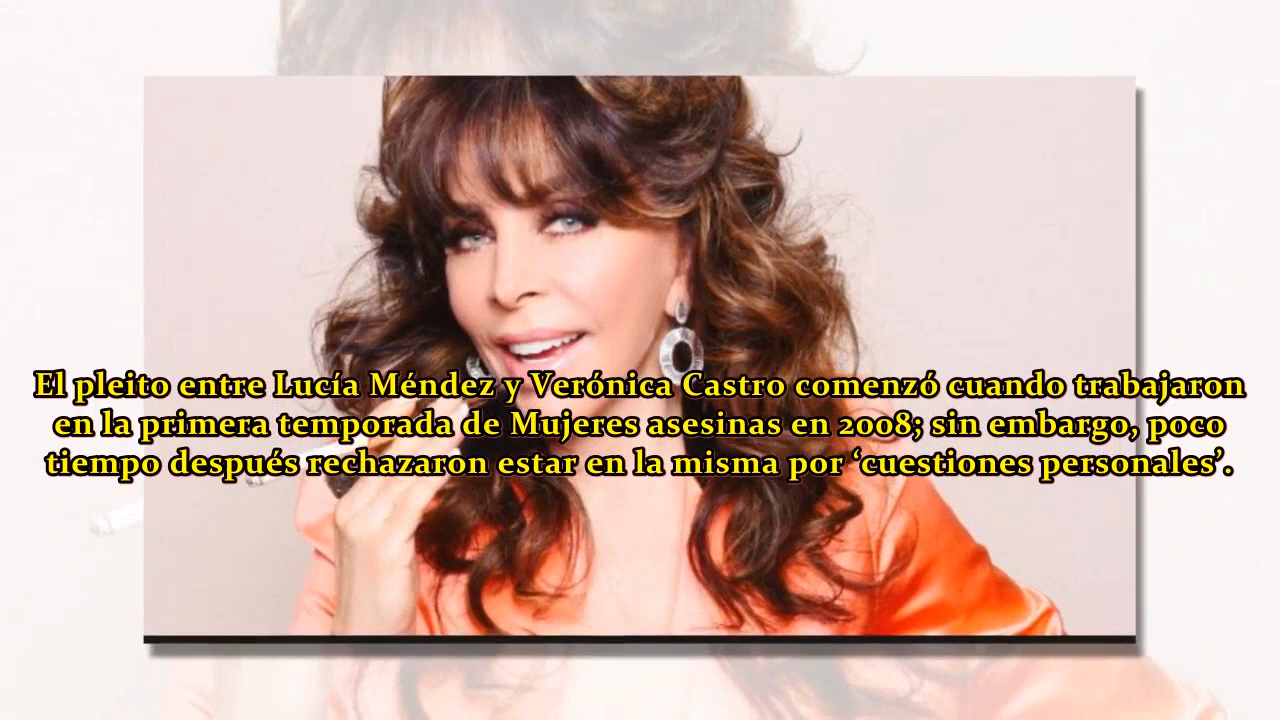 El pleito entre Lucía Méndez y Verónica Castro comenzó cuando trabajaron
en la primera temporada de Mujeres asesinas en 2008; sin embargo, poco
tiempo después rechazaron estar en la misma por ‘cuestiones personales’.